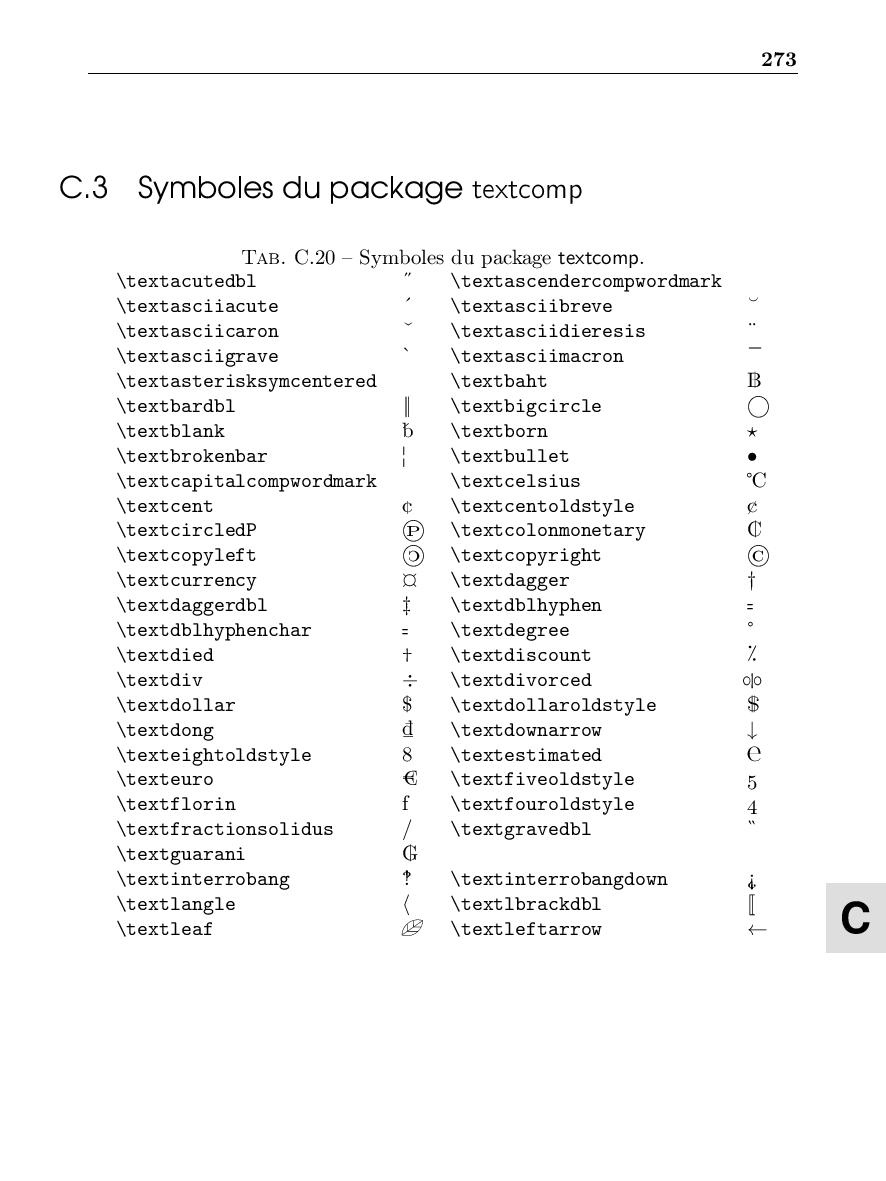 273
C.3 Symboles du package textcomp
TAB. C.20 – Symboles du package textcomp.
\textacutedbl ˝ \textascendercompwordmark
\textasciiacute ´ \textasciibreve ˘
\textasciicaron ˇ \textasciidieresis ¨
\textasciigrave ` \textasciimacron ¯
\textasterisksymcentered \textbaht ฿
\textbardbl ‖ \textbigcircle ◯
\textblank ␢ \textborn ⋆
\textbrokenbar ¦ \textbullet •
\textcapitalcompwordmark \textcelsius ℃
\textcent ¢ \textcentoldstyle ¢
\textcircledP ℗ \textcolonmonetary ₡
\textcopyleft 🄯 \textcopyright ©
\textcurrency ¤ \textdagger †
\textdaggerdbl ‡ \textdblhyphen ⹀
\textdblhyphenchar ⹀ \textdegree °
\textdied † \textdiscount ⁒
\textdiv ÷ \textdivorced o|o
\textdollar $ \textdollaroldstyle $
\textdong ₫ \textdownarrow ↓
\texteightoldstyle 8 \textestimated ℮
\texteuro € \textfiveoldstyle 5
\textflorin f \textfouroldstyle 4
\textfractionsolidus ⁄ \textgravedbl ‶
\textguarani ₲
\textinterrobang ‽ \textinterrobangdown ⸘
\textlangle ⟨ \textlbrackdbl ⟦
\textleaf 🍃 \textleftarrow ←
C